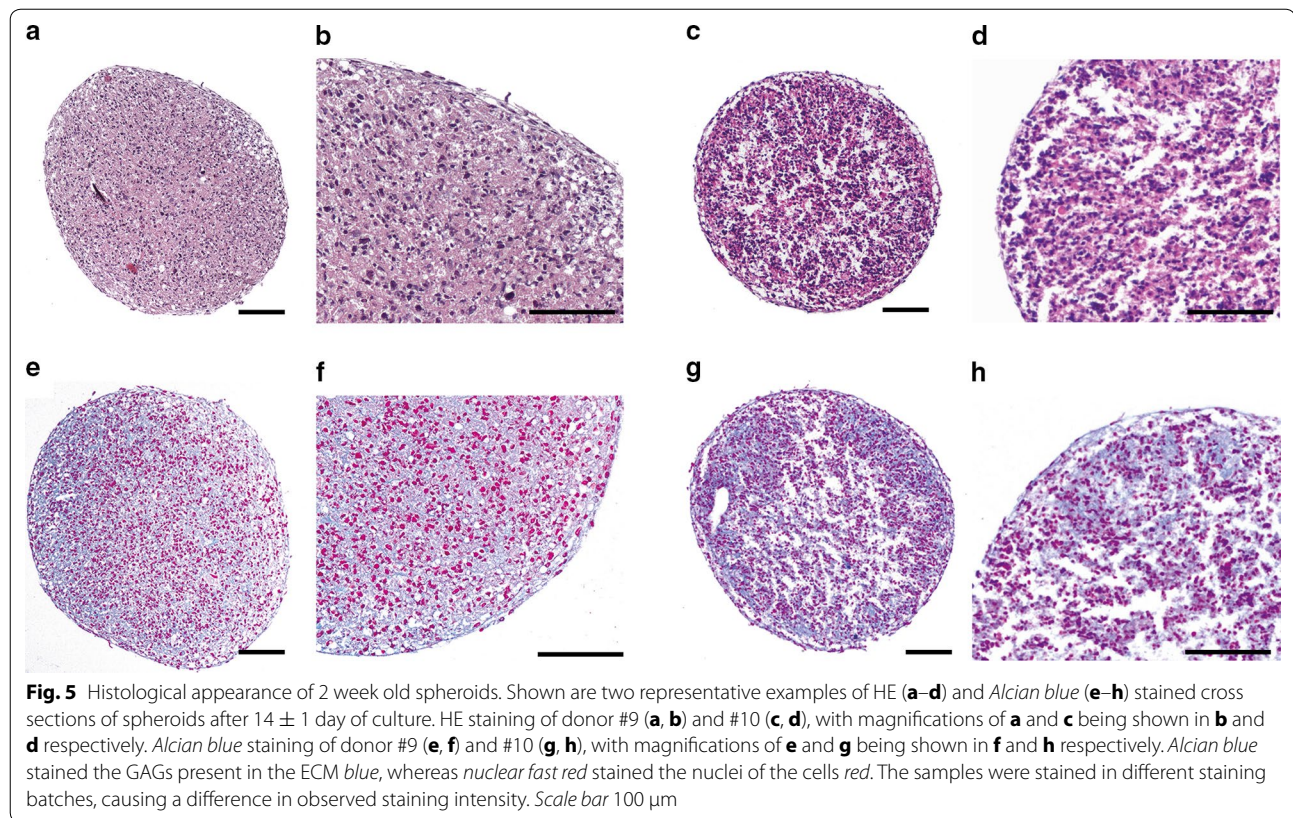 a
b
c
d
e
f
g
h
Fig. 5 Histological appearance of 2 week old spheroids. Shown are two representative examples of HE (a–d) and Alcian blue (e–h) stained cross
sections of spheroids after 14 ± 1 day of culture. HE staining of donor #9 (a, b) and #10 (c, d), with magnifications of a and c being shown in b and
d respectively. Alcian blue staining of donor #9 (e, f) and #10 (g, h), with magnifications of e and g being shown in f and h respectively. Alcian blue
stained the GAGs present in the ECM blue, whereas nuclear fast red stained the nuclei of the cells red. The samples were stained in different staining
batches, causing a difference in observed staining intensity. Scale bar 100 μm